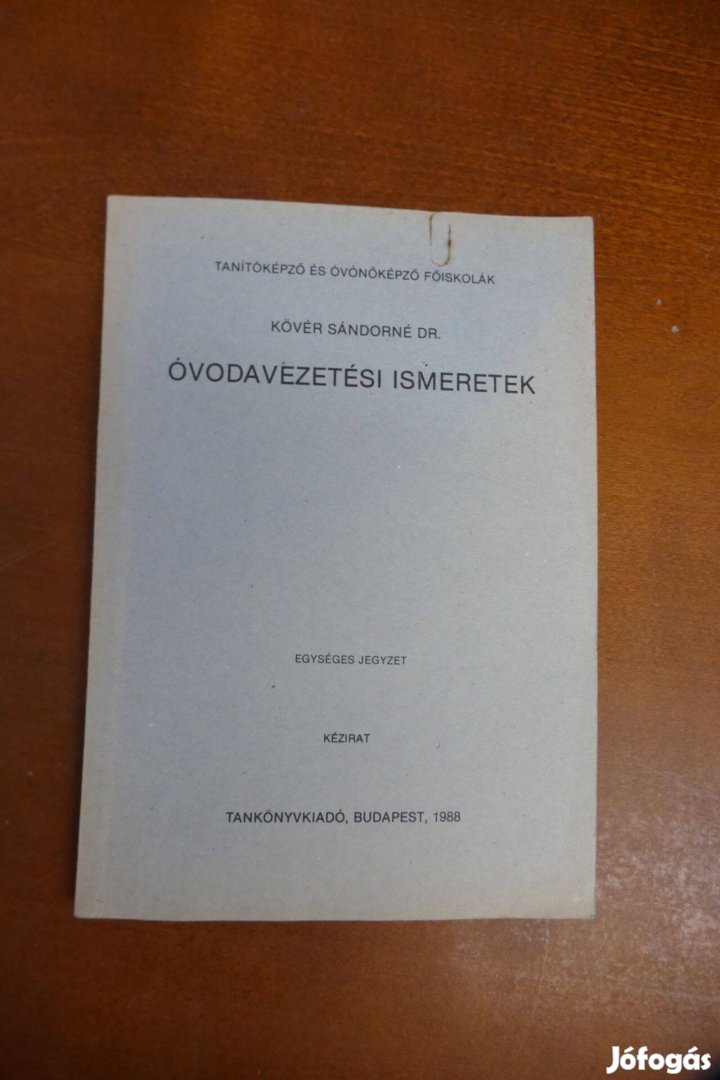 TANÍTÓKÉPZŐ ÉS ÓVÓNŐKÉPZŐ FŐISKOLÁK
KÖVÉR SÁNDORNÉ DR.
ÓVODAVEZETÉSI ISMERETEK
EGYSÉGES JEGYZET
KÉZIRAT
TANKÖNYVKIADÓ, BUDAPEST, 1988
Jófogás